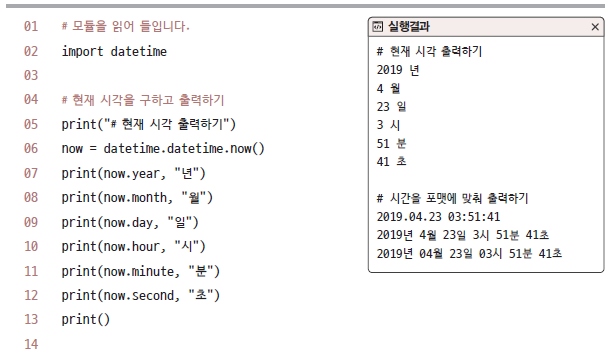 01 # 모듈을 읽어 들입니다.
02 import datetime
03
04 # 현재 시각을 구하고 출력하기
05 print("# 현재 시각 출력하기")
06 now = datetime.datetime.now()
07 print(now.year, "년")
08 print(now.month, "월")
09 print(now.day, "일")
10 print(now.hour, "시")
11 print(now.minute, "분")
12 print(now.second, "초")
13 print()
14
실행결과
# 현재 시각 출력하기
2019 년
4 월
23 일
3 시
51 분
41 초
# 시간을 포맷에 맞춰 출력하기
2019.04.23 03:51:41
2019년 4월 23일 3시 51분 41초
2019년 04월 23일 03시 51분 41초